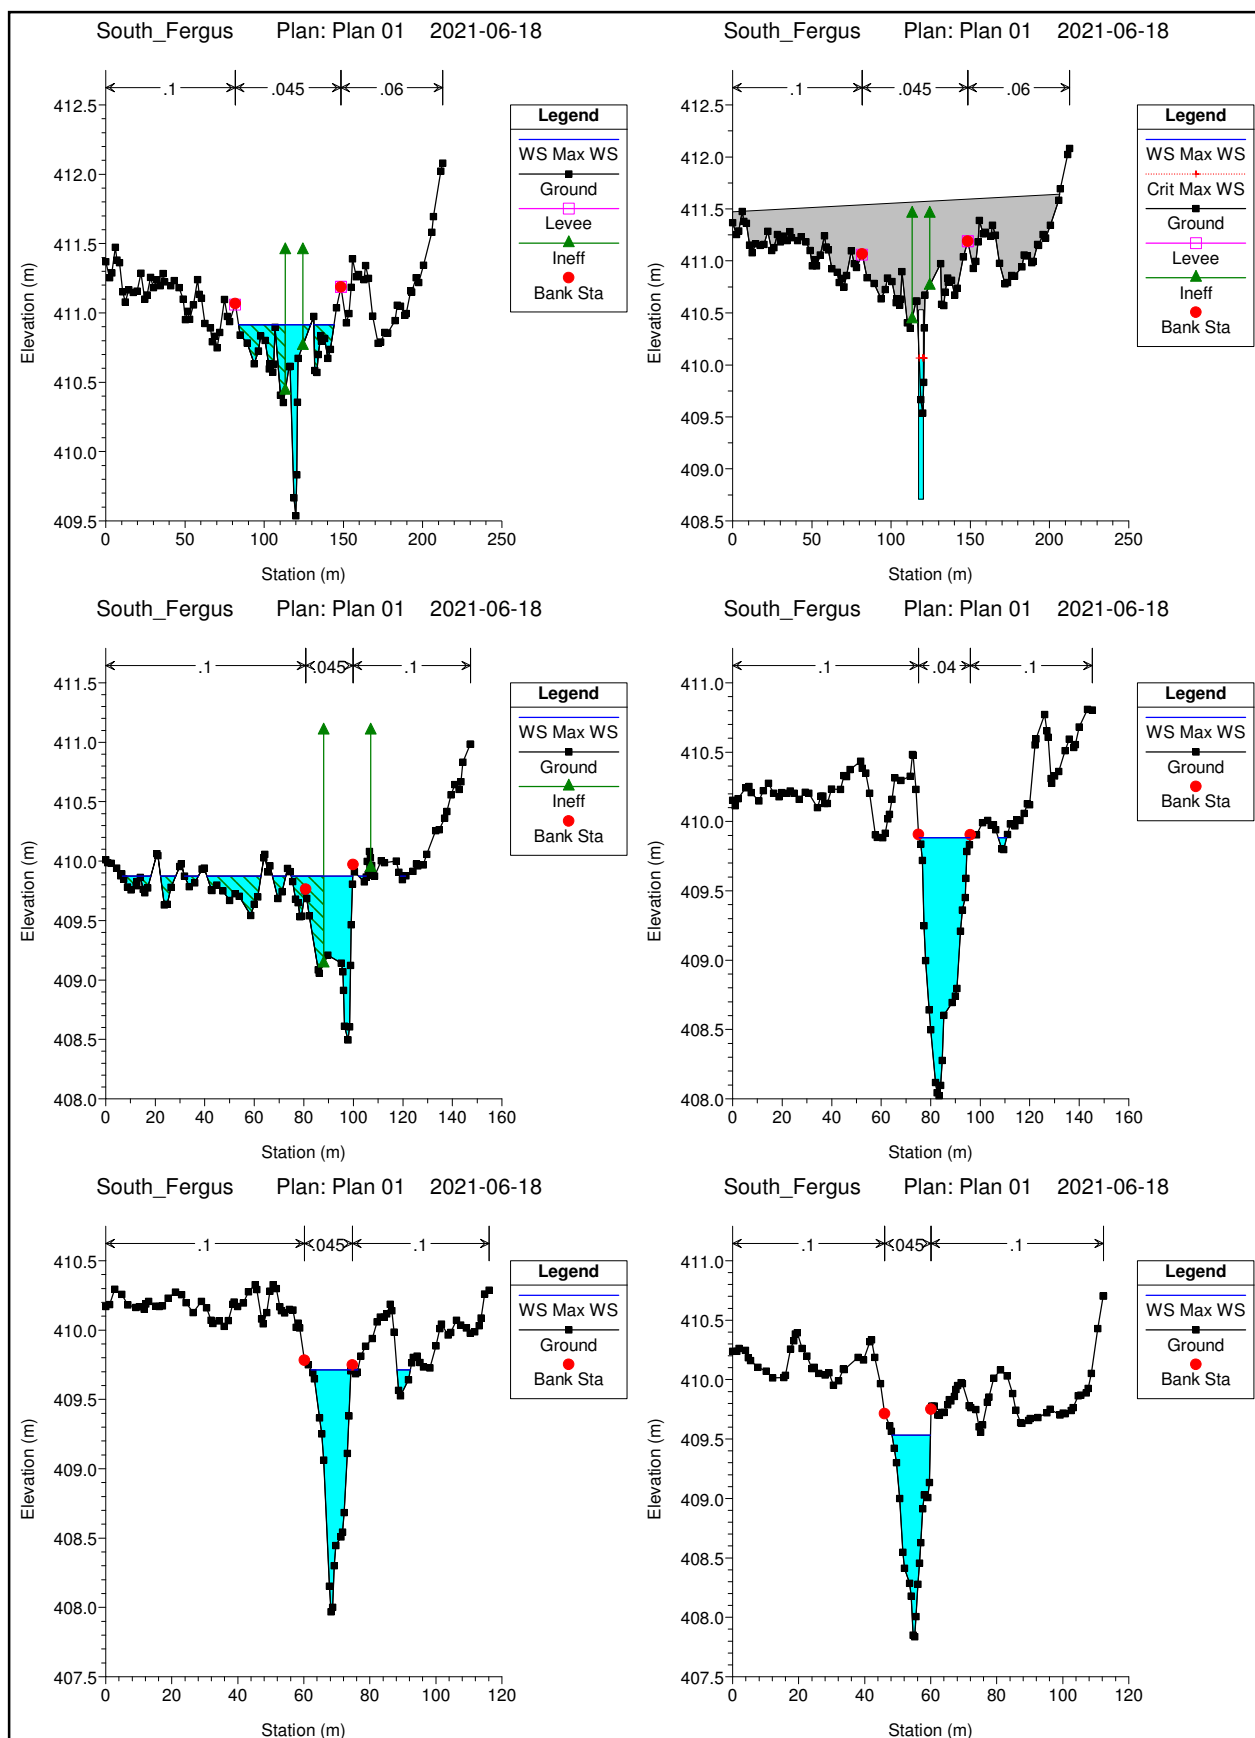 South_Fergus Plan: Plan 01 2021-06-18
.1 .045 .06
412.5
412.0
411.5
411.0
410.5
410.0
409.5
Elevation (m)
0 50 100 150 200 250
Station (m)
Legend
WS Max WS
Ground
Levee
Ineff
Bank Sta
South_Fergus Plan: Plan 01 2021-06-18
.1 .045 .06
412.5
412.0
411.5
411.0
410.5
410.0
409.5
409.0
408.5
Elevation (m)
0 50 100 150 200 250
Station (m)
Legend
WS Max WS
Crit Max WS
Ground
Levee
Ineff
Bank Sta
South_Fergus Plan: Plan 01 2021-06-18
.1 .045 .1
411.5
411.0
410.5
410.0
409.5
409.0
408.5
408.0
Elevation (m)
0 20 40 60 80 100 120 140 160
Station (m)
Legend
WS Max WS
Ground
Ineff
Bank Sta
South_Fergus Plan: Plan 01 2021-06-18
.1 .04 .1
411.0
410.5
410.0
409.5
409.0
408.5
408.0
Elevation (m)
0 20 40 60 80 100 120 140 160
Station (m)
Legend
WS Max WS
Ground
Bank Sta
South_Fergus Plan: Plan 01 2021-06-18
.1 .045 .1
410.5
410.0
409.5
409.0
408.5
408.0
407.5
Elevation (m)
0 20 40 60 80 100 120
Station (m)
Legend
WS Max WS
Ground
Bank Sta
South_Fergus Plan: Plan 01 2021-06-18
.1 .045 .1
411.0
410.5
410.0
409.5
409.0
408.5
408.0
407.5
Elevation (m)
0 20 40 60 80 100 120
Station (m)
Legend
WS Max WS
Ground
Bank Sta